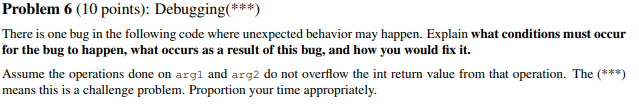 Problem 6 (10 points): Debugging(***)
There is one bug in the following code where unexpected behavior may happen. Explain what conditions must occur
for the bug to happen, what occurs as a result of this bug, and how you would fix it.
Assume the operations done on arg1 and arg2 do not overflow the int return value from that operation. The (***)
means this is a challenge problem. Proportion your time appropriately.